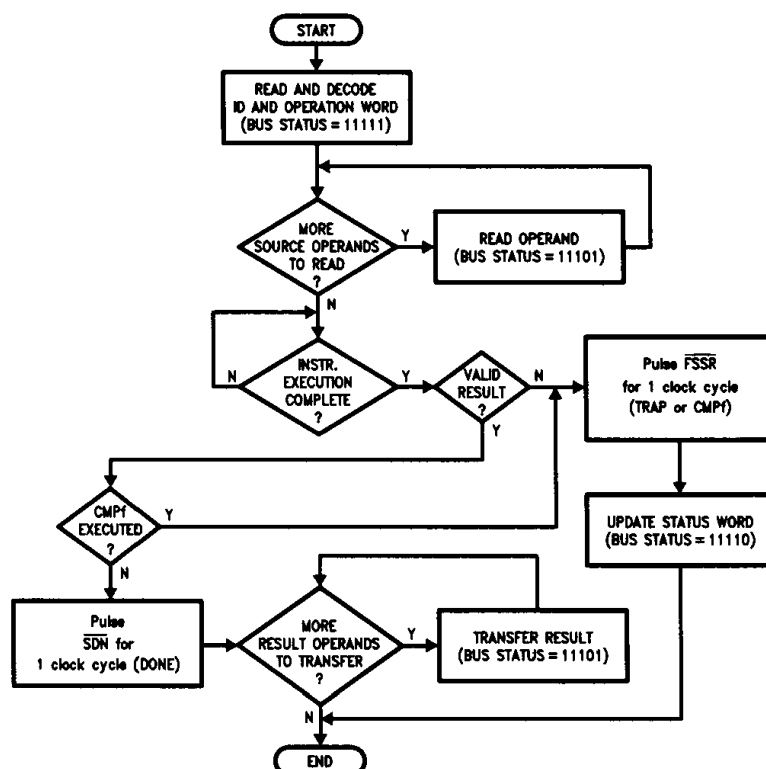 START
READ AND DECODE
ID AND OPERATION WORD
(BUS STATUS = 11111)
MORE
SOURCE OPERANDS
TO READ
?
Y
READ OPERAND
(BUS STATUS = 11101)
N
INSTR.
EXECUTION
COMPLETE
?
N
Y
VALID
RESULT
?
N
Y
Pulse F̅S̅S̅R̅
for 1 clock cycle
(TRAP or CMPf)
CMPf
EXECUTED
?
Y
N
UPDATE STATUS WORD
(BUS STATUS = 11110)
Pulse
S̅D̅N̅ for
1 clock cycle (DONE)
MORE
RESULT OPERANDS
TO TRANSFER
?
Y
TRANSFER RESULT
(BUS STATUS = 11101)
N
END